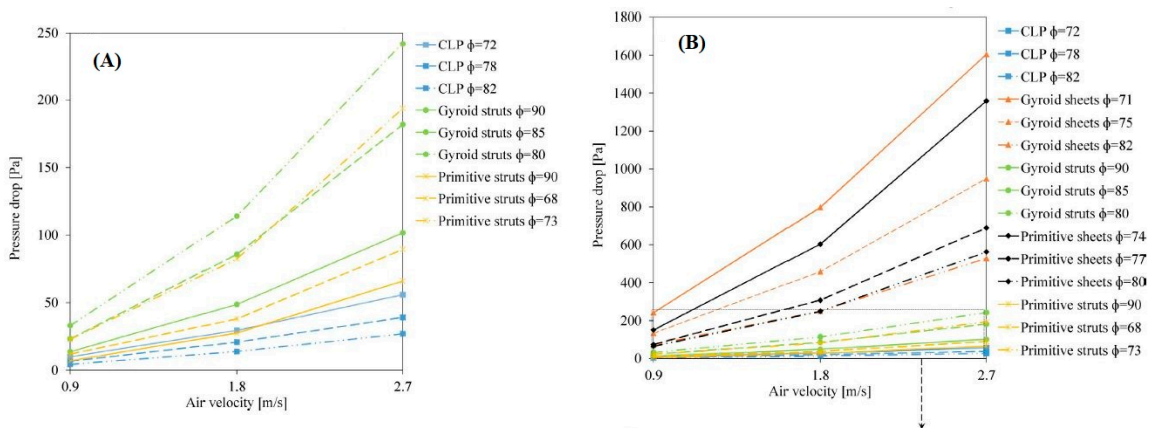 (A)
Pressure drop [Pa]
250
200
150
100
50
0
0.9
1.8
2.7
Air velocity [m/s]
CLP ϕ=72
CLP ϕ=78
CLP ϕ=82
Gyroid struts ϕ=90
Gyroid struts ϕ=85
Gyroid struts ϕ=80
Primitive struts ϕ=90
Primitive struts ϕ=68
Primitive struts ϕ=73
(B)
Pressure drop [Pa]
1800
1600
1400
1200
1000
800
600
400
200
0
0.9
1.8
2.7
Air velocity [m/s]
CLP ϕ=72
CLP ϕ=78
CLP ϕ=82
Gyroid sheets ϕ=71
Gyroid sheets ϕ=75
Gyroid sheets ϕ=82
Gyroid struts ϕ=90
Gyroid struts ϕ=85
Gyroid struts ϕ=80
Primitive sheets ϕ=74
Primitive sheets ϕ=77
Primitive sheets ϕ=80
Primitive struts ϕ=90
Primitive struts ϕ=68
Primitive struts ϕ=73